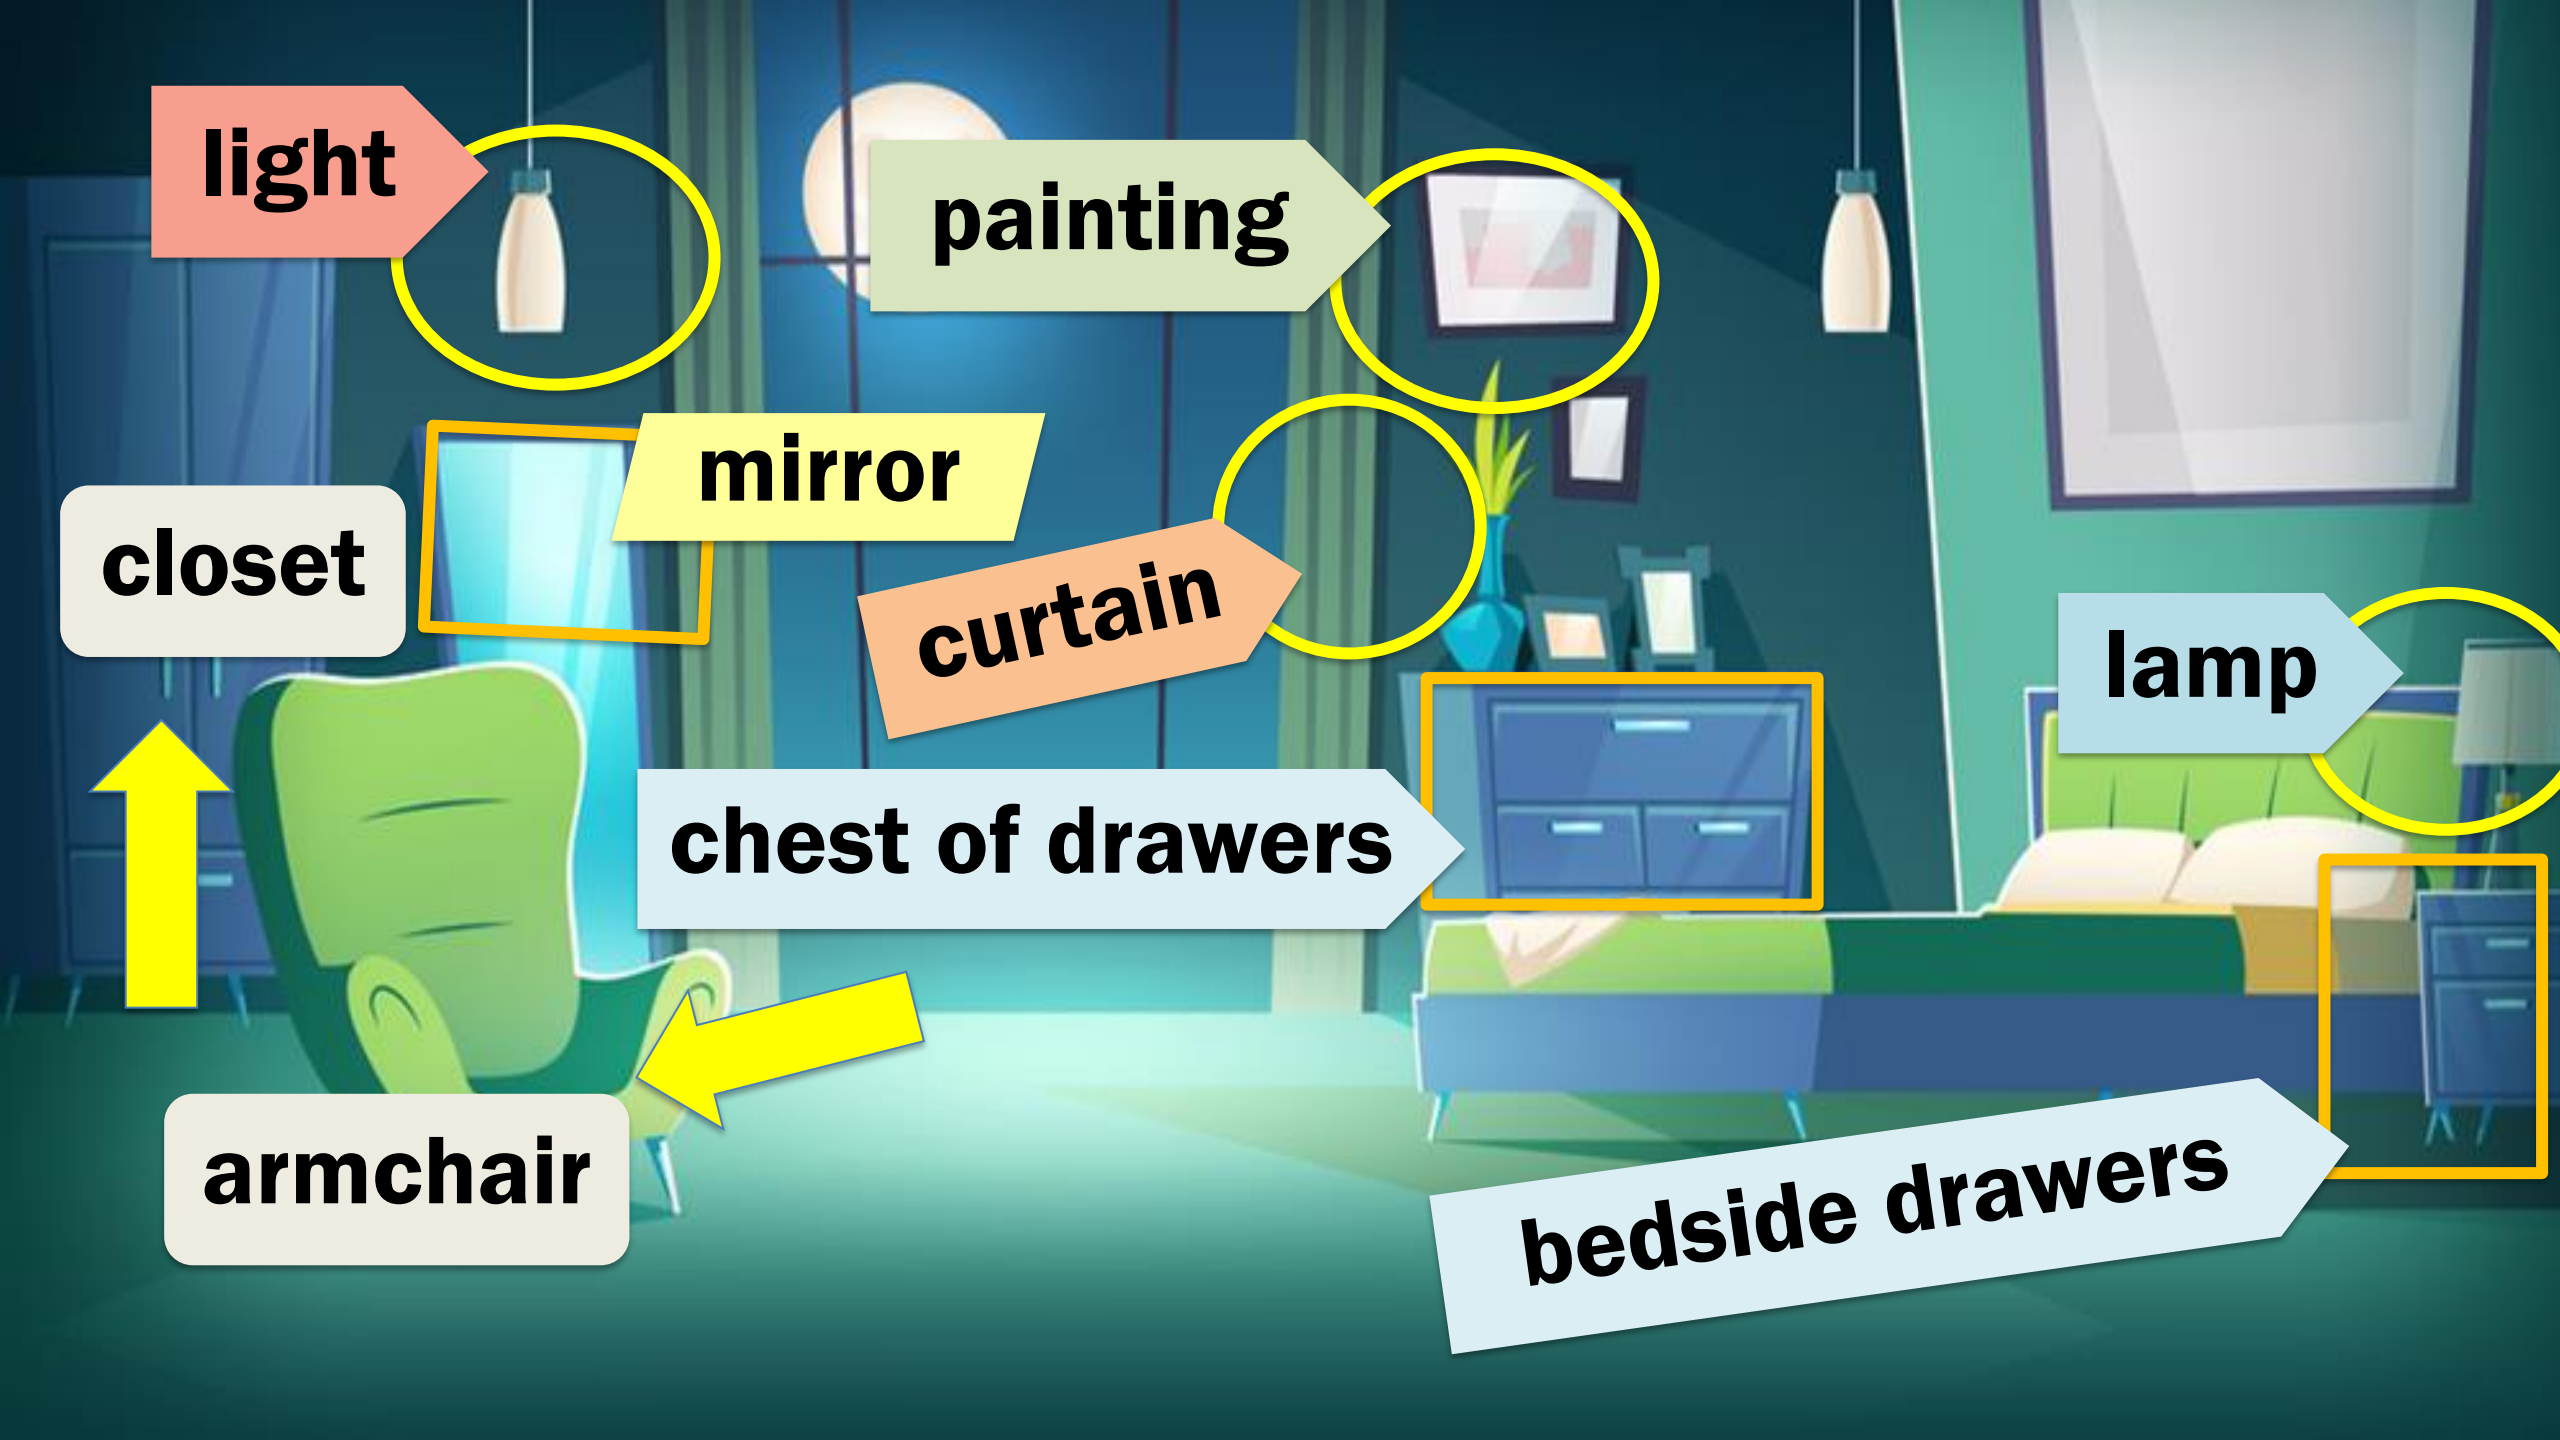 light
painting
mirror
closet
curtain
lamp
chest of drawers
armchair
bedside drawers